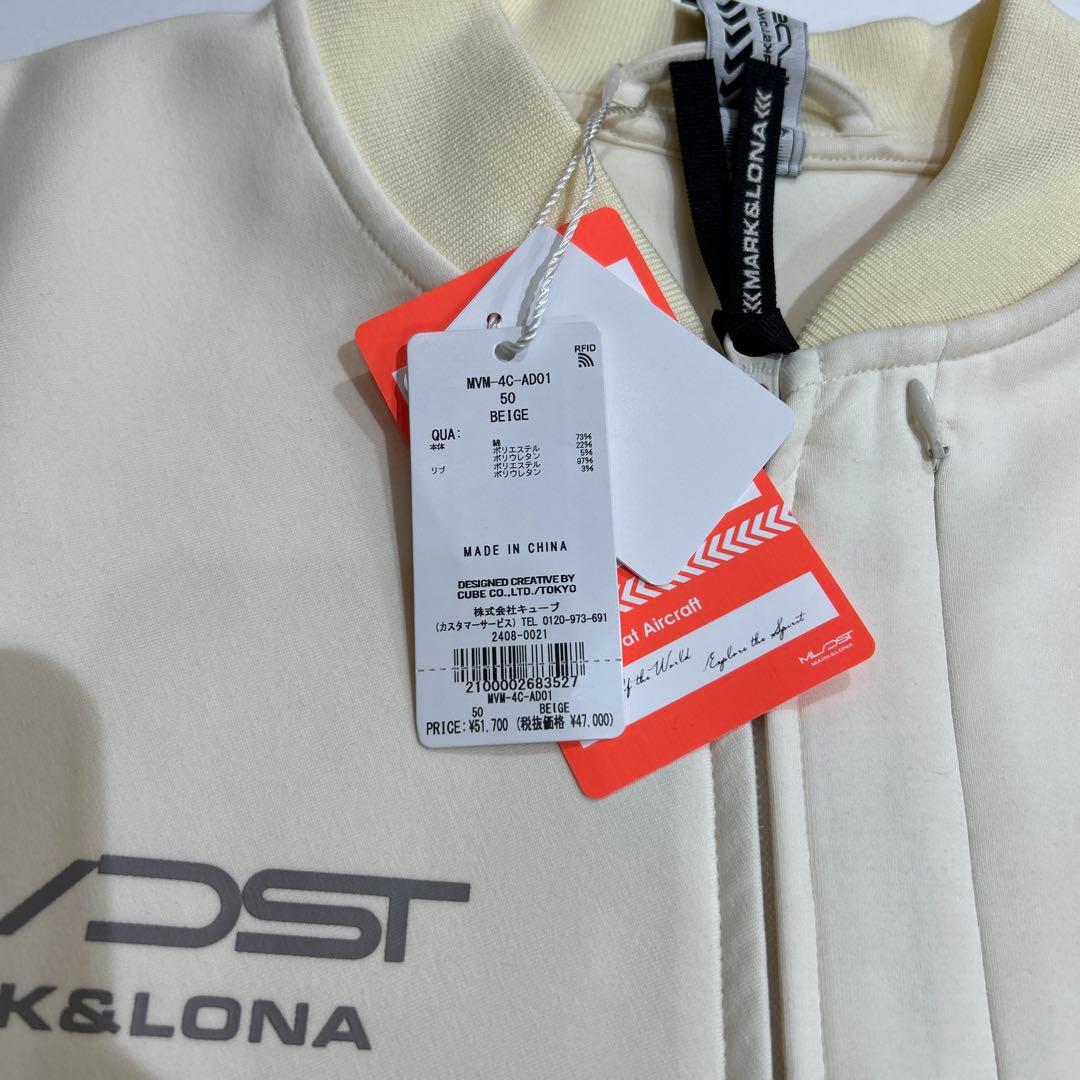 MARK&LONA
RFID
MVM-4C-AD01
50
BEIGE
QUA:
本体 綿 73%
ポリエステル 22%
ポリウレタン 5%
リブ ポリエステル 97%
ポリウレタン 3%
MADE IN CHINA
DESIGNED CREATIVE BY
CUBE CO.,LTD./TOKYO
株式会社キューブ
(カスタマーサービス) TEL 0120-973-691
2408-0021
2100002683527
MVM-4C-AD01
50 BEIGE
PRICE:¥51,700 (税抜価格 ¥47,000)
at Aircraft
of the World Explore the Spirit
ML/DST
MARK&LONA
/DST
K&LONA